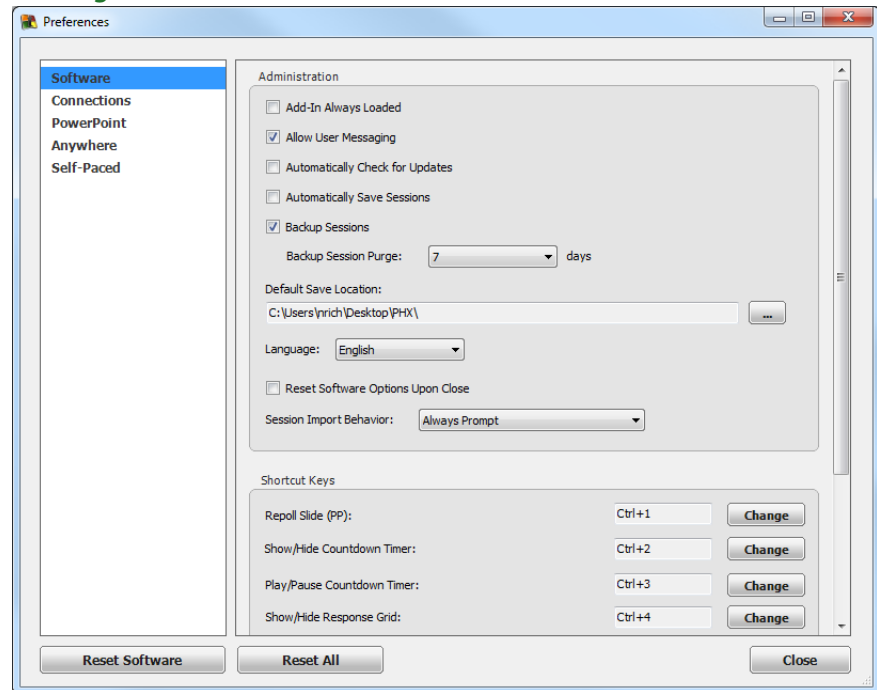 Preferences
Software
Connections
PowerPoint
Anywhere
Self-Paced
Administration
Add-In Always Loaded
Allow User Messaging
Automatically Check for Updates
Automatically Save Sessions
Backup Sessions
Backup Session Purge: 7 days
Default Save Location:
C:\Users\nrich\Desktop\PHX\ ...
Language: English
Reset Software Options Upon Close
Session Import Behavior: Always Prompt
Shortcut Keys
Repoll Slide (PP): Ctrl+1 Change
Show/Hide Countdown Timer: Ctrl+2 Change
Play/Pause Countdown Timer: Ctrl+3 Change
Show/Hide Response Grid: Ctrl+4 Change
Reset Software Reset All Close